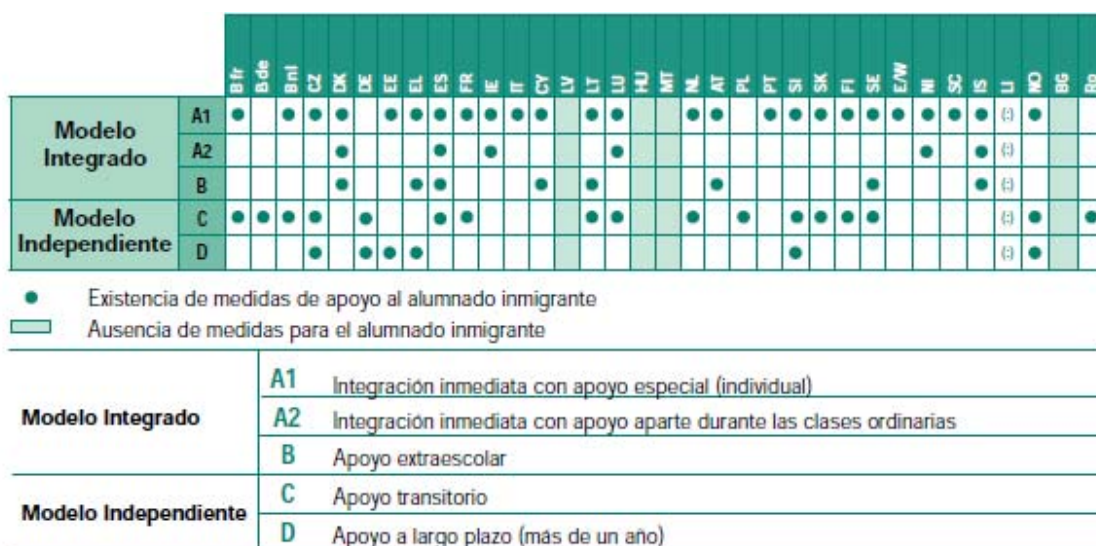 B fr B de B nl CZ DK DE EE EL ES FR IE IT CY LV LT LU HU MT NL AT PL PT SI SK FI SE E/W NI SC IS LI NO BG Ro
Modelo Integrado A1 (:)
A2 (:)
B (:)
Modelo Independiente C (:)
D (:)
Existencia de medidas de apoyo al alumnado inmigrante
Ausencia de medidas para el alumnado inmigrante
Modelo Integrado A1 Integración inmediata con apoyo especial (individual)
A2 Integración inmediata con apoyo aparte durante las clases ordinarias
B Apoyo extraescolar
Modelo Independiente C Apoyo transitorio
D Apoyo a largo plazo (más de un año)